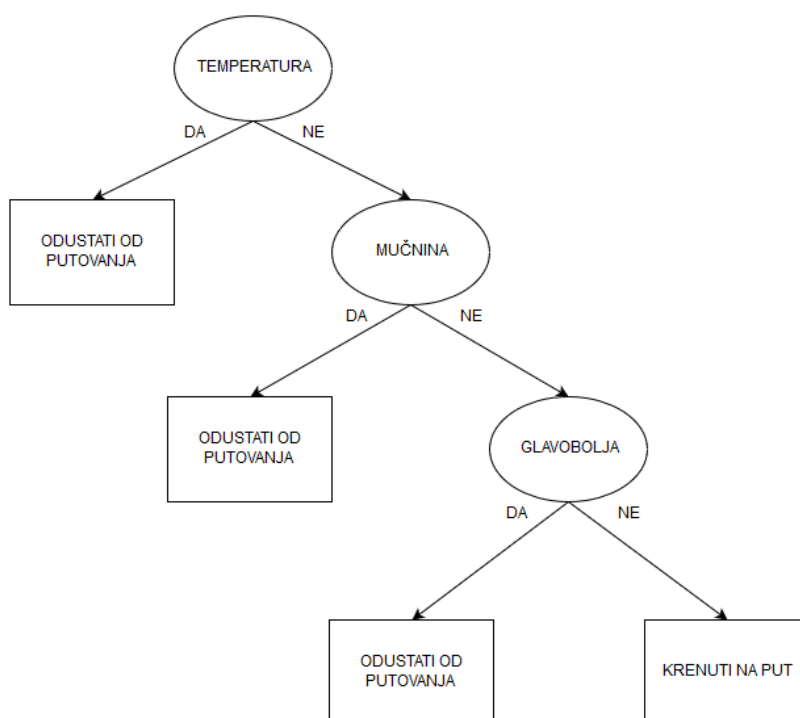 TEMPERATURA
DA
NE
ODUSTATI OD
PUTOVANJA
MUČNINA
DA
NE
ODUSTATI OD
PUTOVANJA
GLAVOBOLJA
DA
NE
ODUSTATI OD
PUTOVANJA
KRENUTI NA PUT